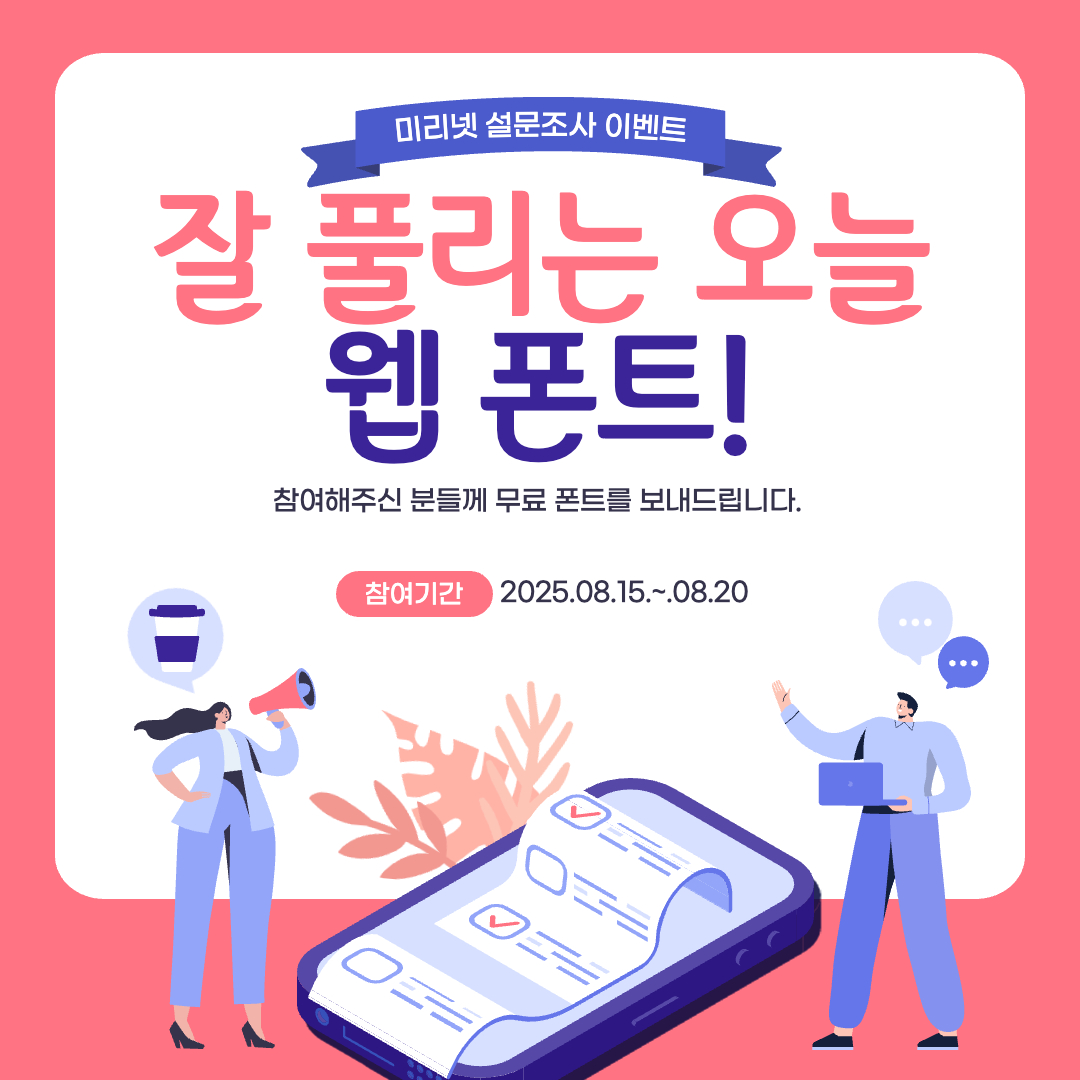 미리넷 설문조사 이벤트
잘 풀리는 오늘
웹 폰트!
참여해주신 분들께 무료 폰트를 보내드립니다.
참여기간 2025.08.15.~.08.20